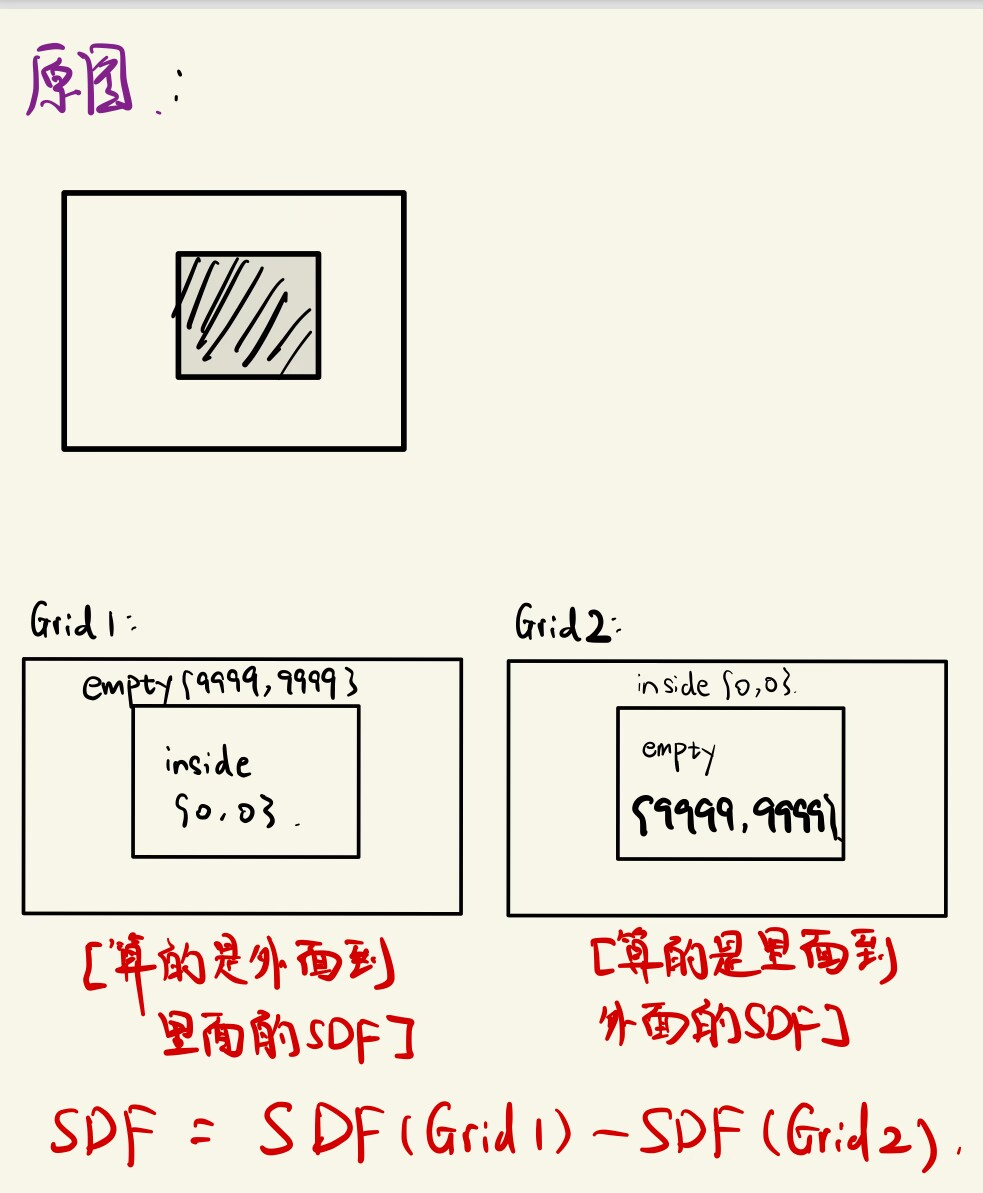 原图:
Grid1:
Grid2:
empty{9999,9999}
inside
{0,0}.
inside{0,0}.
empty
{9999,9999}
[算的是外面到
里面的SDF]
[算的是里面到
外面的SDF]
SDF = SDF(Grid1)-SDF(Grid2).